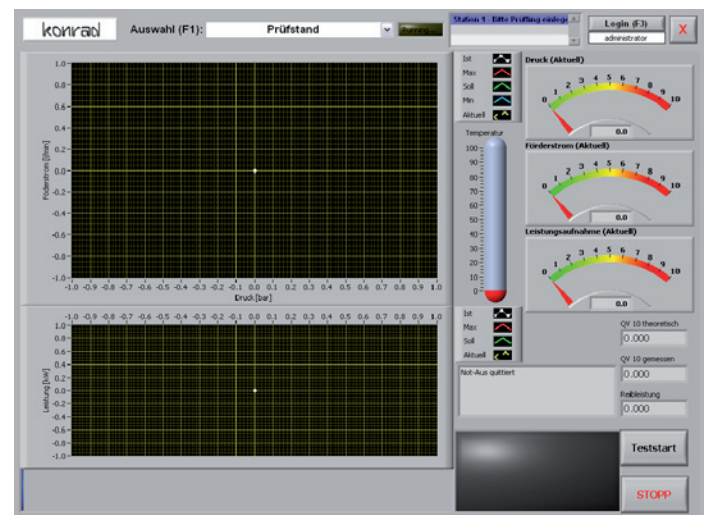 konrad
Auswahl (F1):
Prüfstand
Running...
Station 1 - Bitte Prüfling einlege
Login (F3)
administrator
X
1.0
0.8
0.6
0.4
0.2
0.0
-0.2
-0.4
-0.6
-0.8
-1.0
Föderstrom [l/min]
-1.0 -0.9 -0.8 -0.7 -0.6 -0.5 -0.4 -0.3 -0.2 -0.1 0.0 0.1 0.2 0.3 0.4 0.5 0.6 0.7 0.8 0.9 1.0
Druck [bar]
Ist
Max
Soll
Min
Aktuell
Temperatur
100
90
80
70
60
50
40
30
20
10
0
Druck (Aktuell)
0 1 2 3 4 5 6 7 8 9 10
0.0
Förderstrom (Aktuell)
0 1 2 3 4 5 6 7 8 9 10
0.0
Leistungsaufnahme (Aktuell)
0 1 2 3 4 5 6 7 8 9 10
0.0
-1.0 -0.9 -0.8 -0.7 -0.6 -0.5 -0.4 -0.3 -0.2 -0.1 0.0 0.1 0.2 0.3 0.4 0.5 0.6 0.7 0.8 0.9 1.0
1.0
0.8
0.6
0.4
0.2
0.0
-0.2
-0.4
-0.6
-0.8
-1.0
Leistung [kW]
Ist
Max
Soll
Aktuell
Not-Aus quittiert
QV 10 theoretisch
0.000
QV 10 gemessen
0.000
Reibleistung
0.000
Teststart
STOPP